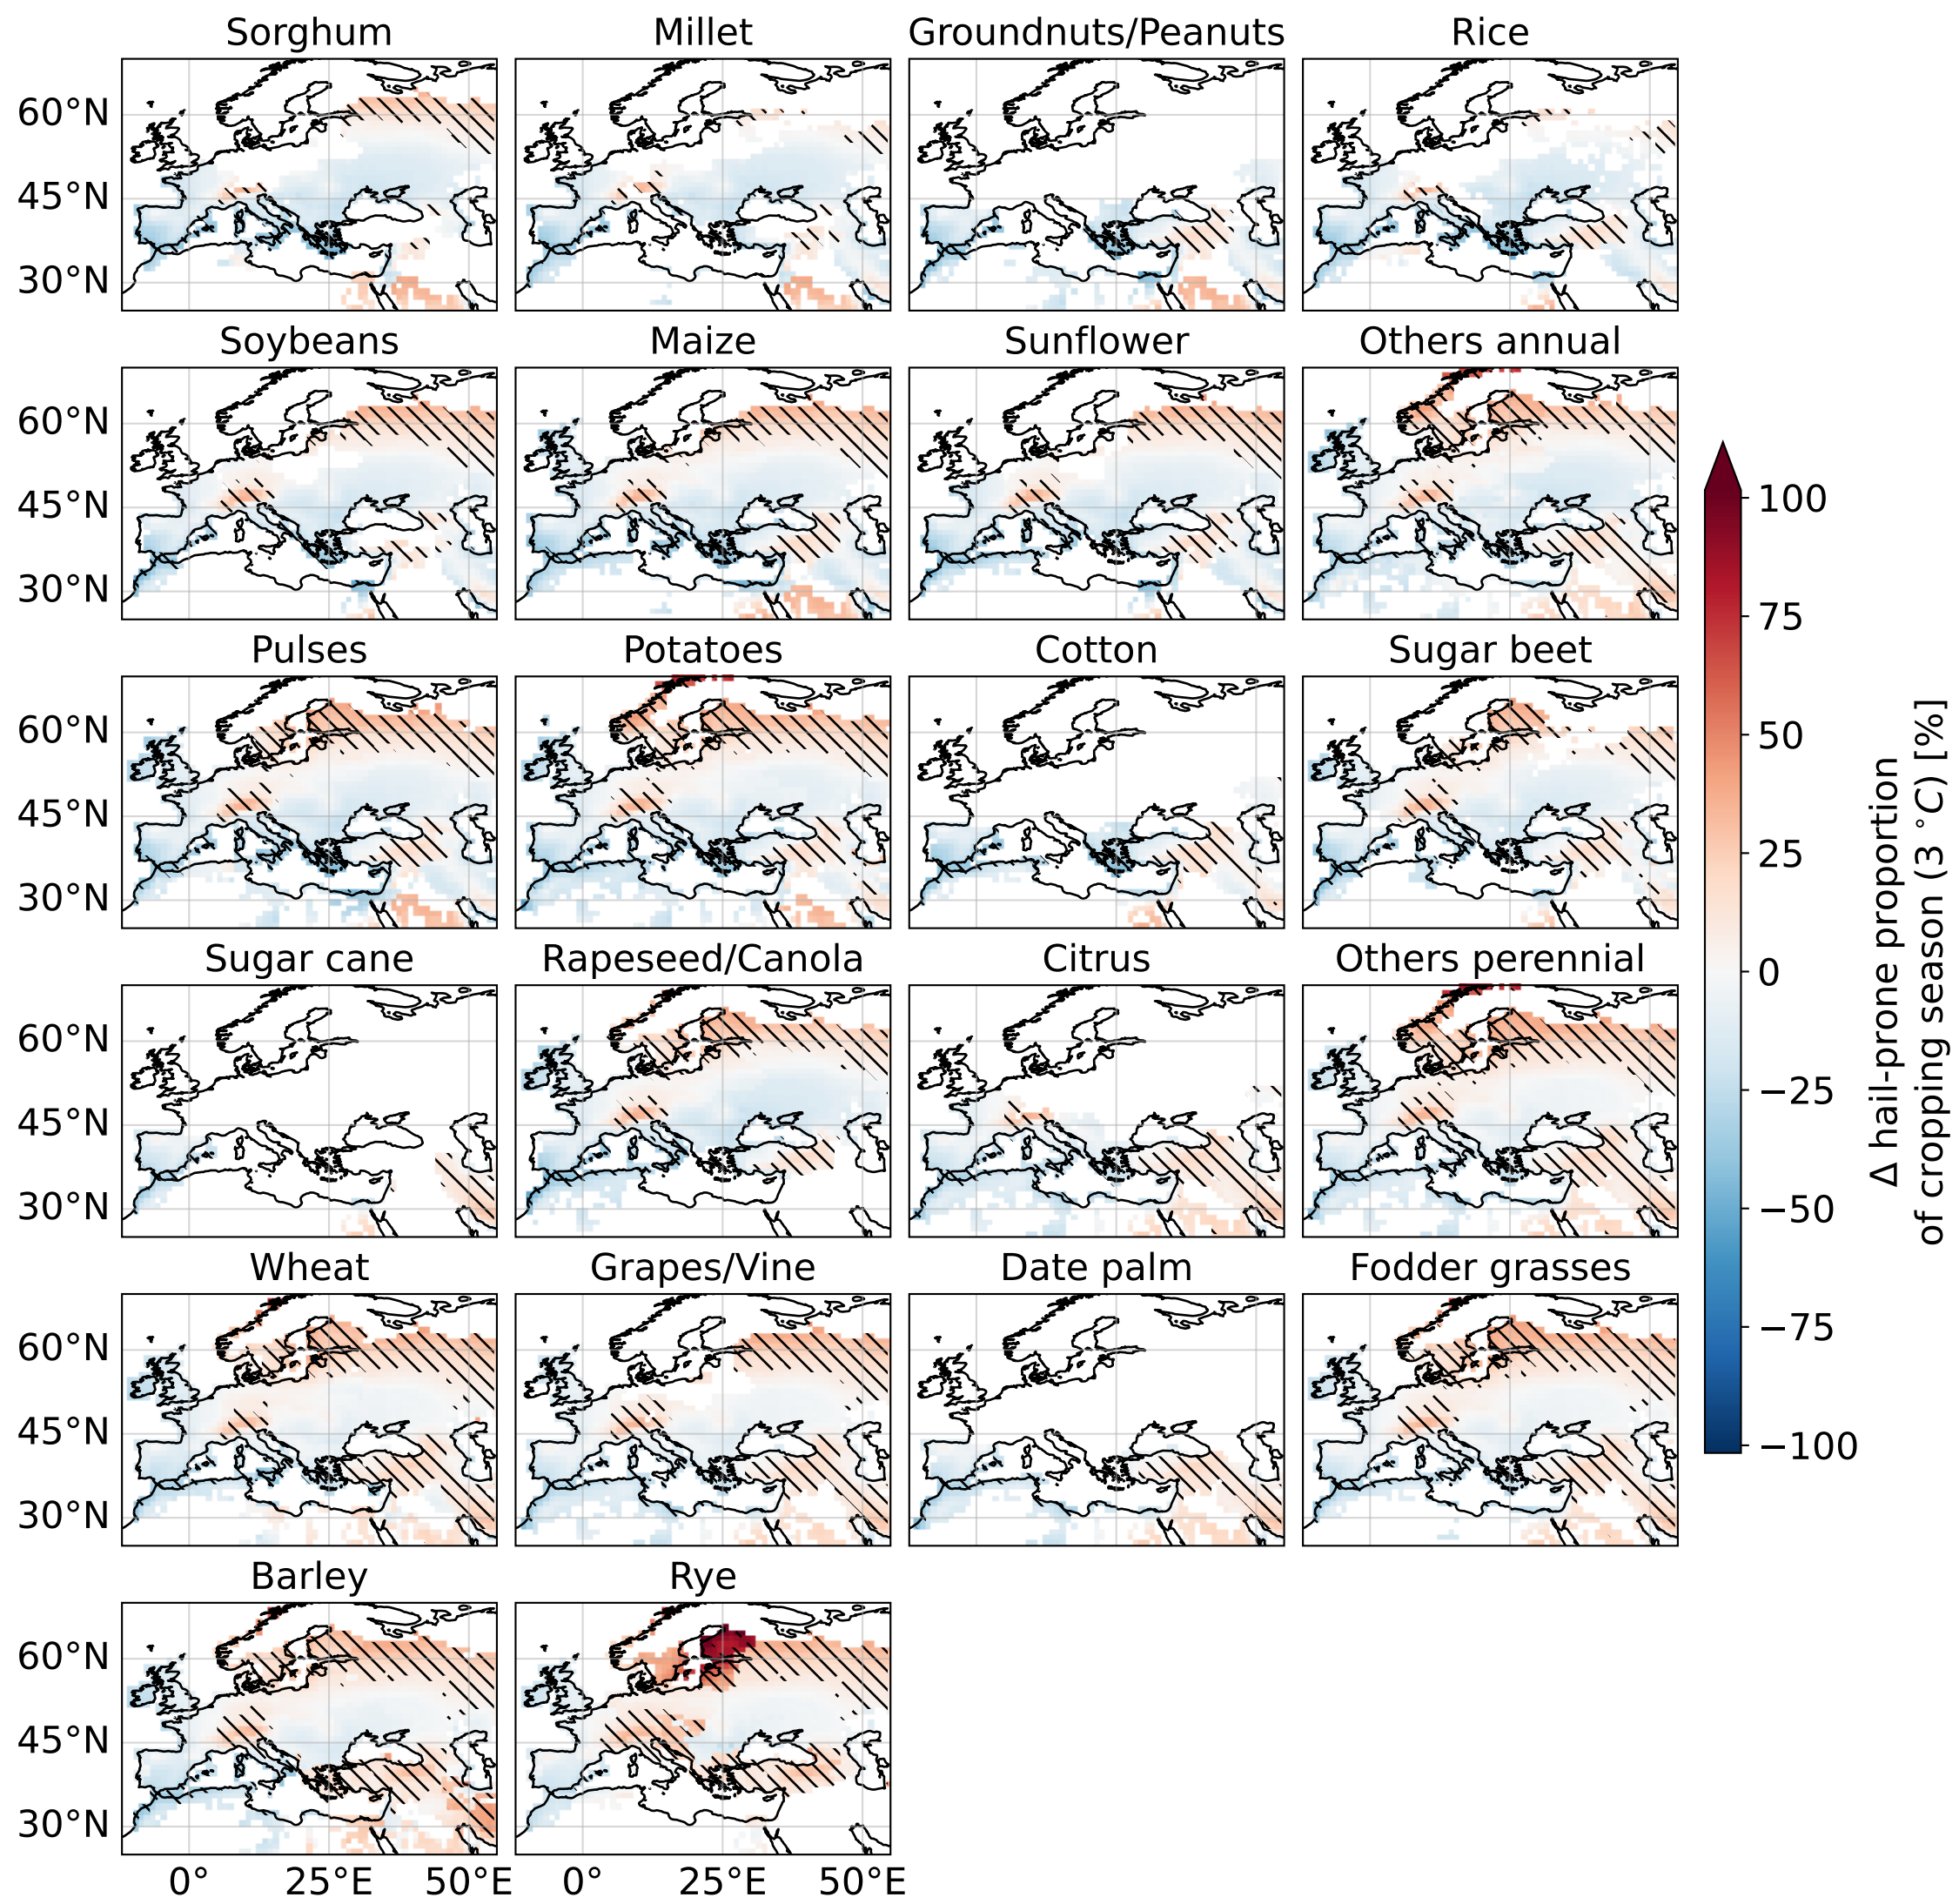 Sorghum
Millet
Groundnuts/Peanuts
Rice
60°N
45°N
30°N
Soybeans
Maize
Sunflower
Others annual
60°N
45°N
30°N
Pulses
Potatoes
Cotton
Sugar beet
60°N
45°N
30°N
Sugar cane
Rapeseed/Canola
Citrus
Others perennial
60°N
45°N
30°N
Wheat
Grapes/Vine
Date palm
Fodder grasses
60°N
45°N
30°N
Barley
Rye
60°N
45°N
30°N
0°
25°E
50°E
0°
25°E
50°E
100
75
50
25
0
−25
−50
−75
−100
Δ hail-prone proportion
of cropping season (3 °C) [%]